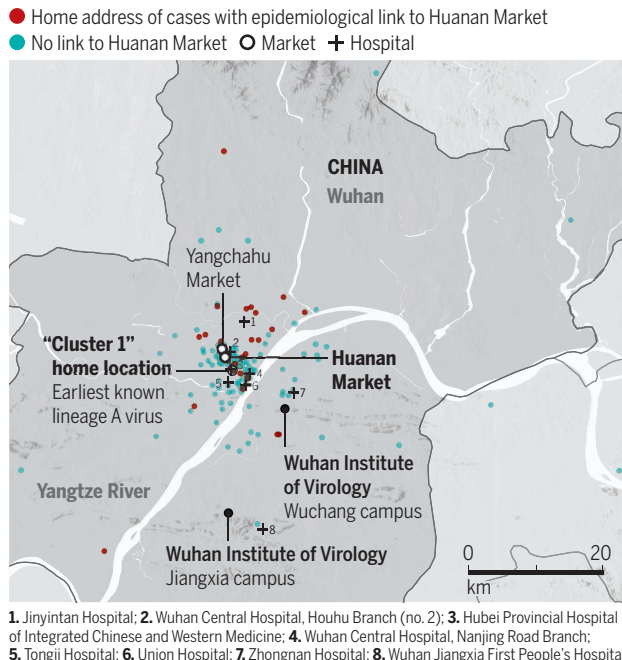 Home address of cases with epidemiological link to Huanan Market
No link to Huanan Market Market Hospital
CHINA
Wuhan
Yangchahu
Market
1
2
“Cluster 1”
home location
Earliest known
lineage A virus
Huanan
Market
4
5
6
7
Wuhan Institute
of Virology
Wuchang campus
Yangtze River
8
Wuhan Institute of Virology
Jiangxia campus
0 20
km
1. Jinyintan Hospital; 2. Wuhan Central Hospital, Houhu Branch (no. 2); 3. Hubei Provincial Hospital
of Integrated Chinese and Western Medicine; 4. Wuhan Central Hospital, Nanjing Road Branch;
5. Tongji Hospital; 6. Union Hospital; 7. Zhongnan Hospital; 8. Wuhan Jiangxia First People’s Hospita